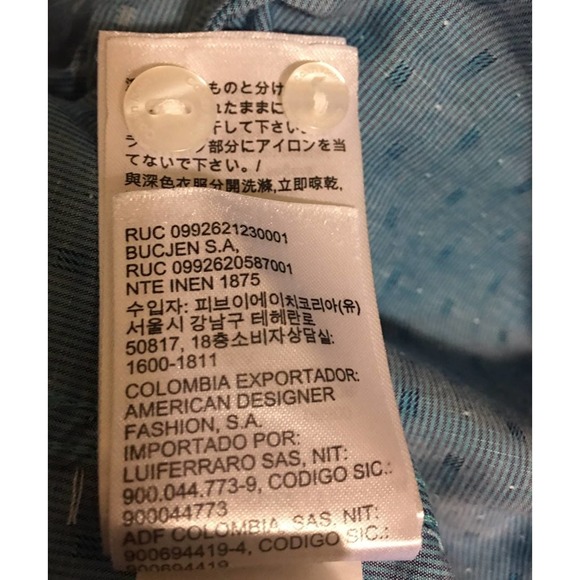 ものと分け
れたままに
干して下さい。
部分にアイロンを当
てないで下さい。/
與深色衣服分開洗滌,立即晾乾,
RUC 0992621230001
BUCJEN S.A,
RUC 0992620587001
NTE INEN 1875
수입자: 피브이에이치코리아(유)
서울시 강남구 테헤란로
50817, 18층소비자상담실:
1600-1811
COLOMBIA EXPORTADOR:
AMERICAN DESIGNER
FASHION, S.A.
IMPORTADO POR:
LUIFERRARO SAS, NIT:
900.044.773-9, CODIGO SIC.:
900044773
ADF COLOMBIA, SAS. NIT:
900694419-4, CODIGO SIC.:
900694419